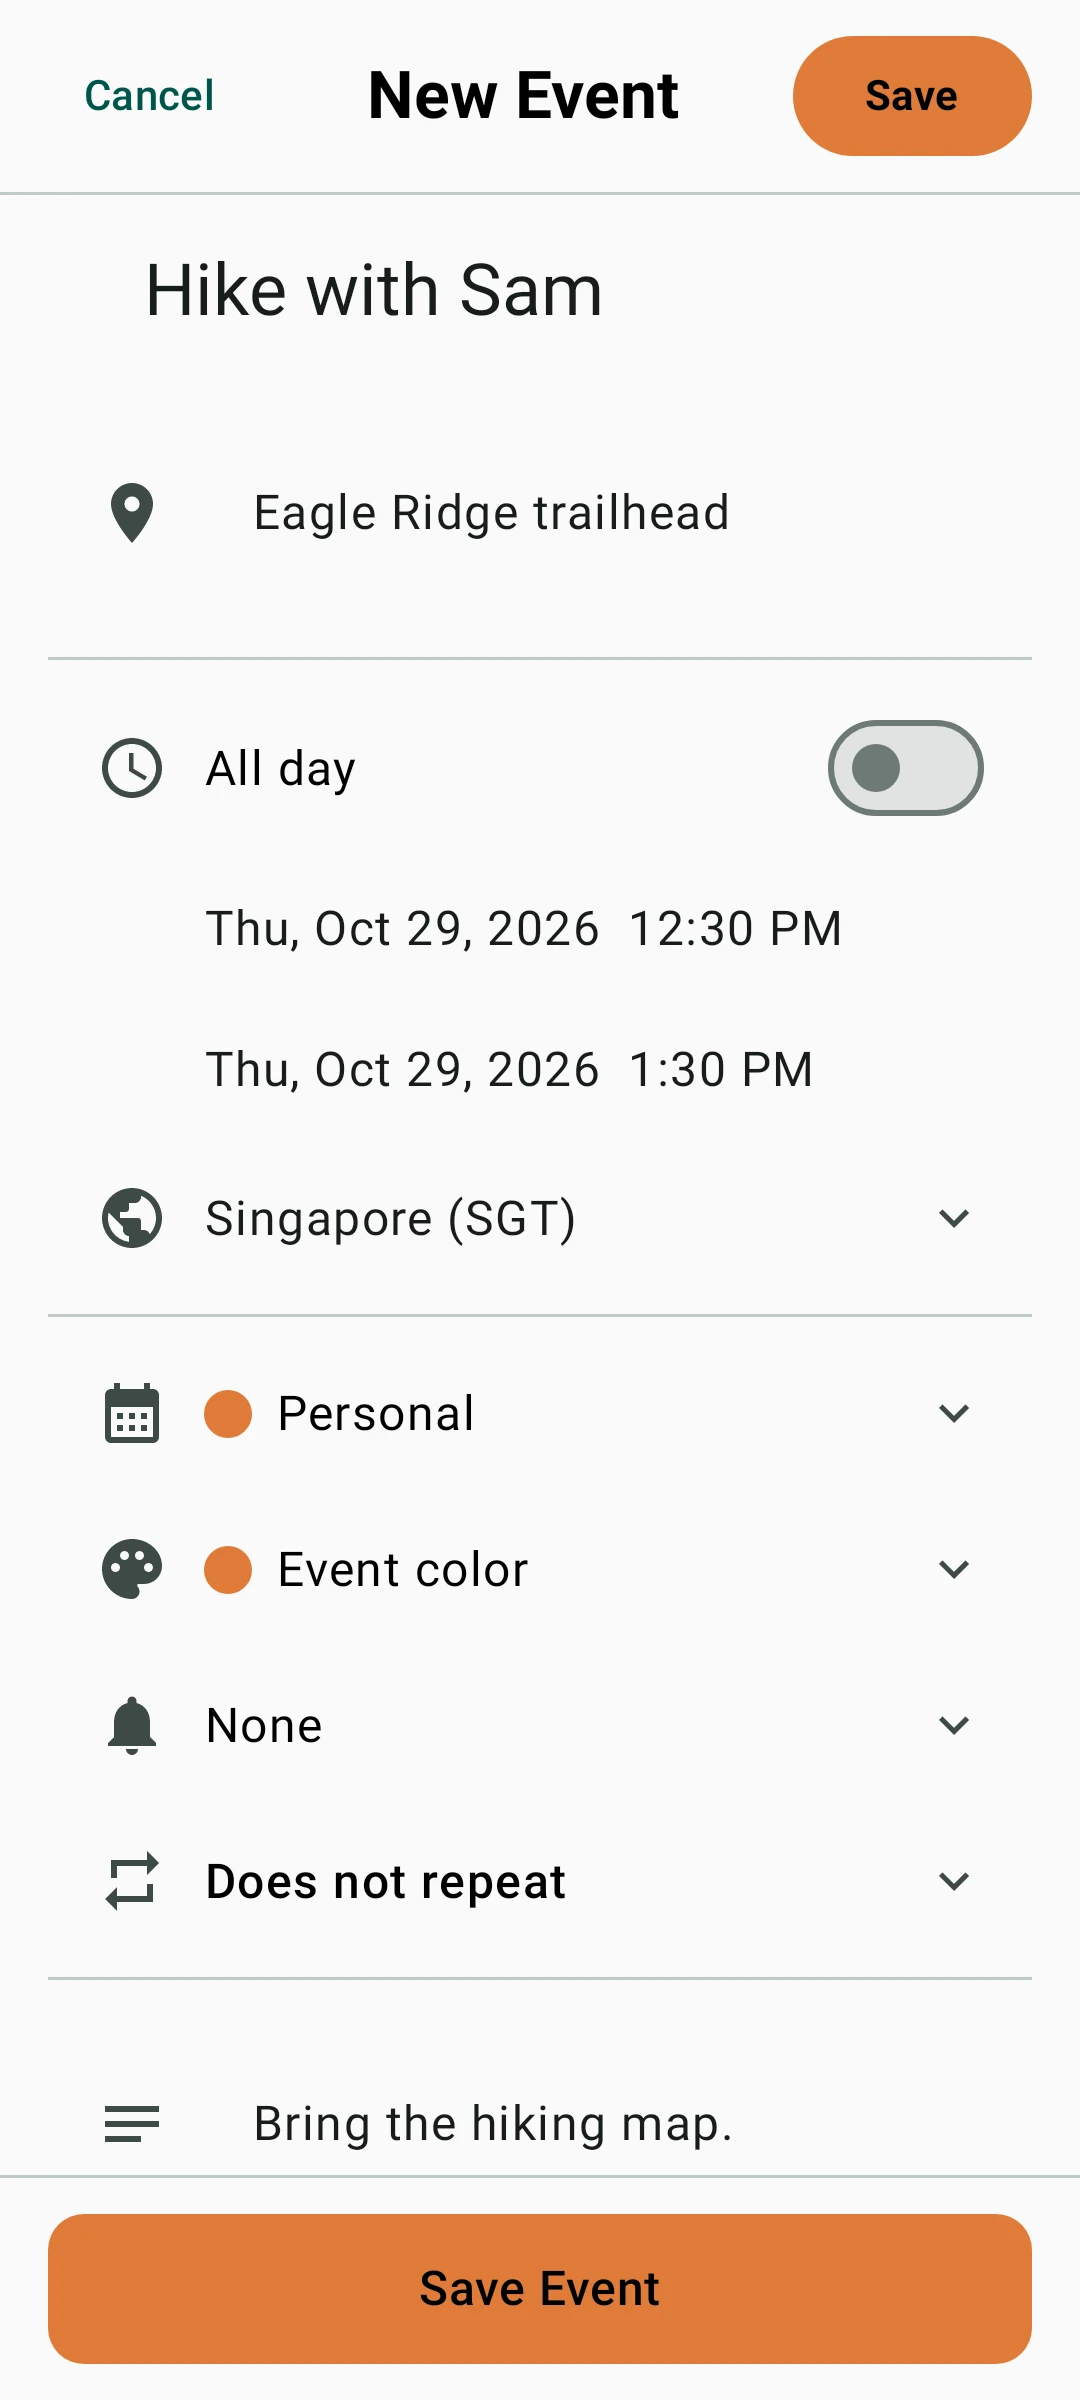 Cancel
New Event
Save
Hike with Sam
Eagle Ridge trailhead
All day
Thu, Oct 29, 2026 12:30 PM
Thu, Oct 29, 2026 1:30 PM
Singapore (SGT)
Personal
Event color
None
Does not repeat
Bring the hiking map.
Save Event